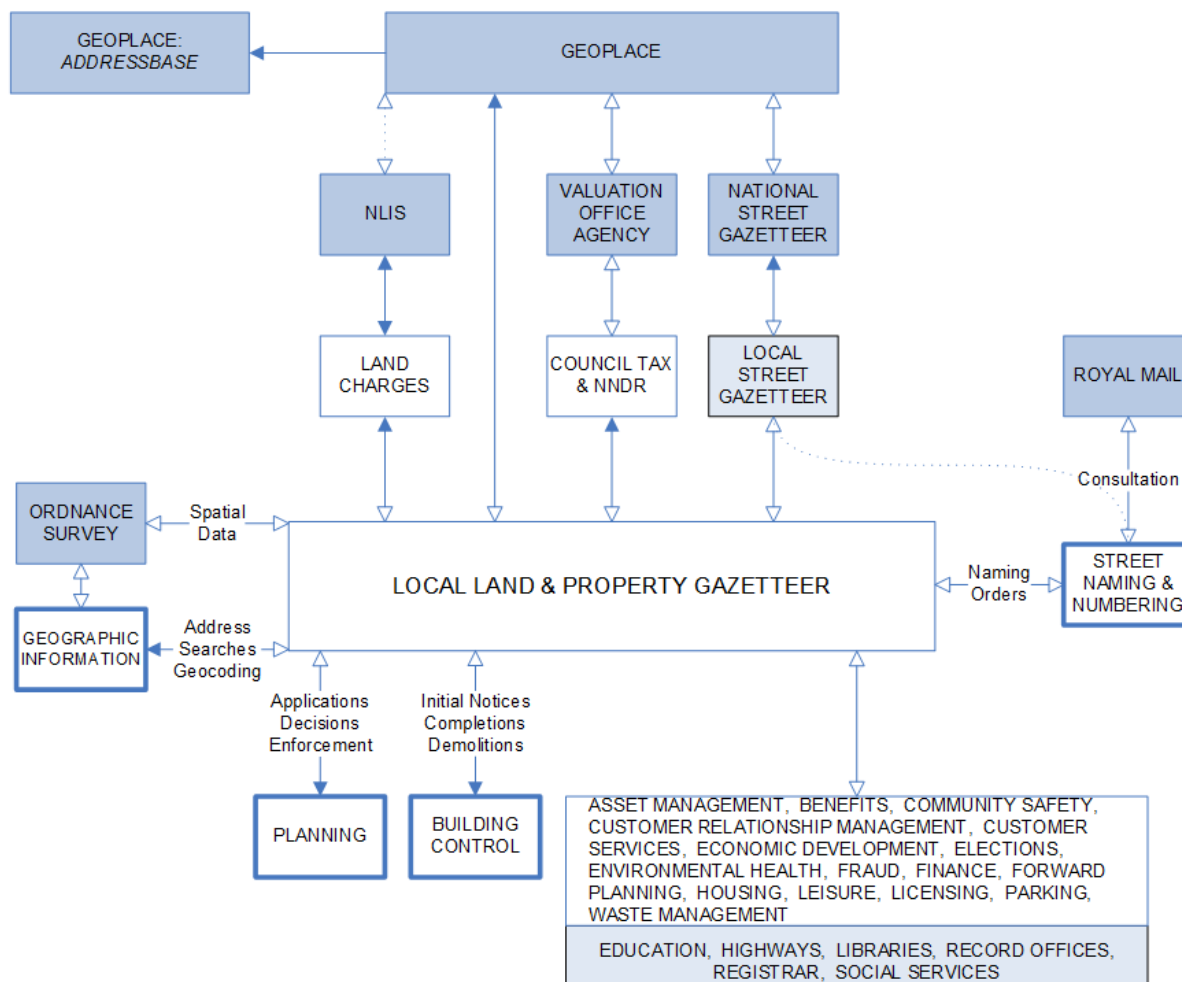 GEOPLACE:
ADDRESSBASE
GEOPLACE
NLIS
VALUATION
OFFICE
AGENCY
NATIONAL
STREET
GAZETTEER
LAND
CHARGES
COUNCIL TAX
& NNDR
LOCAL
STREET
GAZETTEER
ROYAL MAIL
Consultation
ORDNANCE
SURVEY
Spatial
Data
LOCAL LAND & PROPERTY GAZETTEER
Naming
Orders
STREET
NAMING &
NUMBERING
GEOGRAPHIC
INFORMATION
Address
Searches
Geocoding
Applications
Decisions
Enforcement
Initial Notices
Completions
Demolitions
PLANNING
BUILDING
CONTROL
ASSET MANAGEMENT, BENEFITS, COMMUNITY SAFETY,
CUSTOMER RELATIONSHIP MANAGEMENT, CUSTOMER
SERVICES, ECONOMIC DEVELOPMENT, ELECTIONS,
ENVIRONMENTAL HEALTH, FRAUD, FINANCE, FORWARD
PLANNING, HOUSING, LEISURE, LICENSING, PARKING,
WASTE MANAGEMENT
EDUCATION, HIGHWAYS, LIBRARIES, RECORD OFFICES,
REGISTRAR, SOCIAL SERVICES